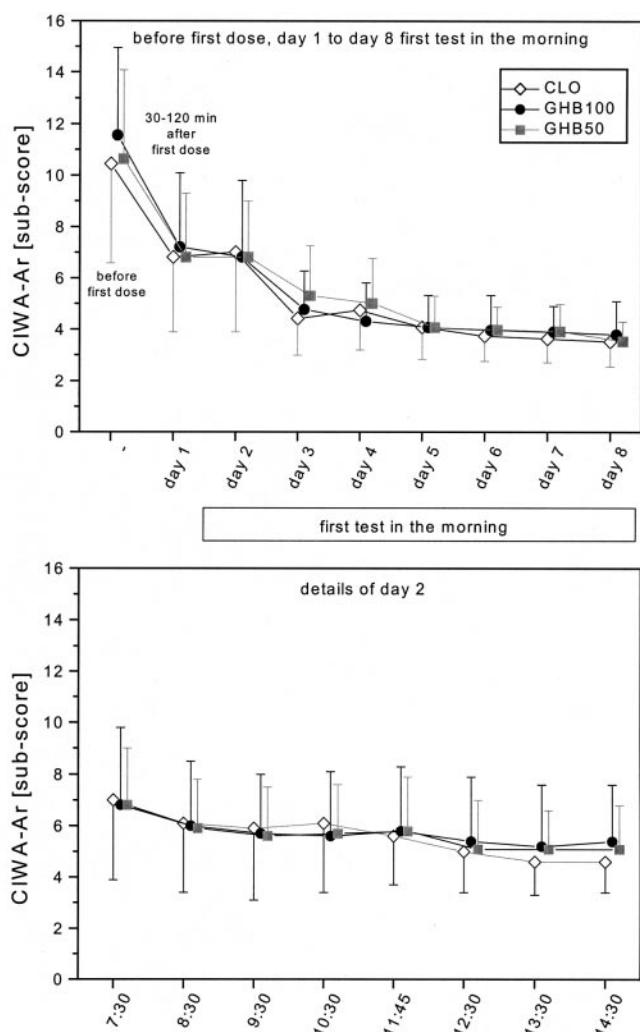 before first dose, day 1 to day 8 first test in the morning
CLO
GHB100
GHB50
30-120 min
after
first dose
before
first dose
CIWA-Ar [sub-score]
16
14
12
10
8
6
4
2
0
-
day 1
day 2
day 3
day 4
day 5
day 6
day 7
day 8
first test in the morning
details of day 2
CIWA-Ar [sub-score]
16
14
12
10
8
6
4
2
0
7:30
8:30
9:30
10:30
11:45
12:30
13:30
14:30